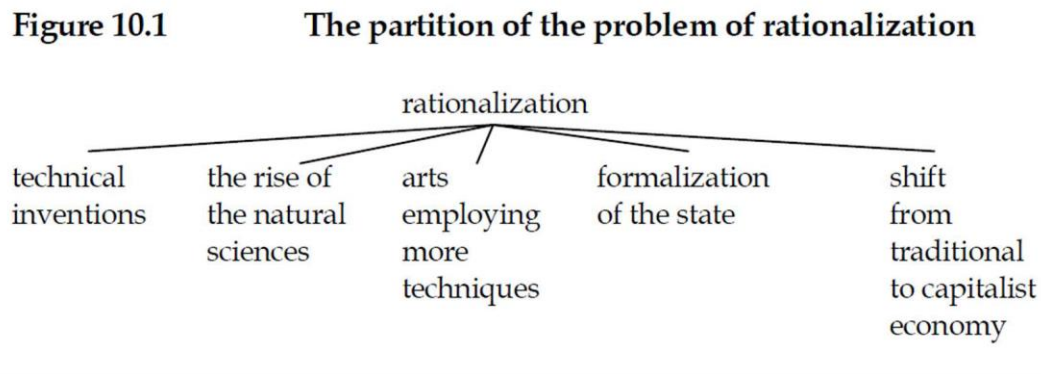 Figure 10.1 The partition of the problem of rationalization
rationalization
technical
inventions
the rise of
the natural
sciences
arts
employing
more
techniques
formalization
of the state
shift
from
traditional
to capitalist
economy